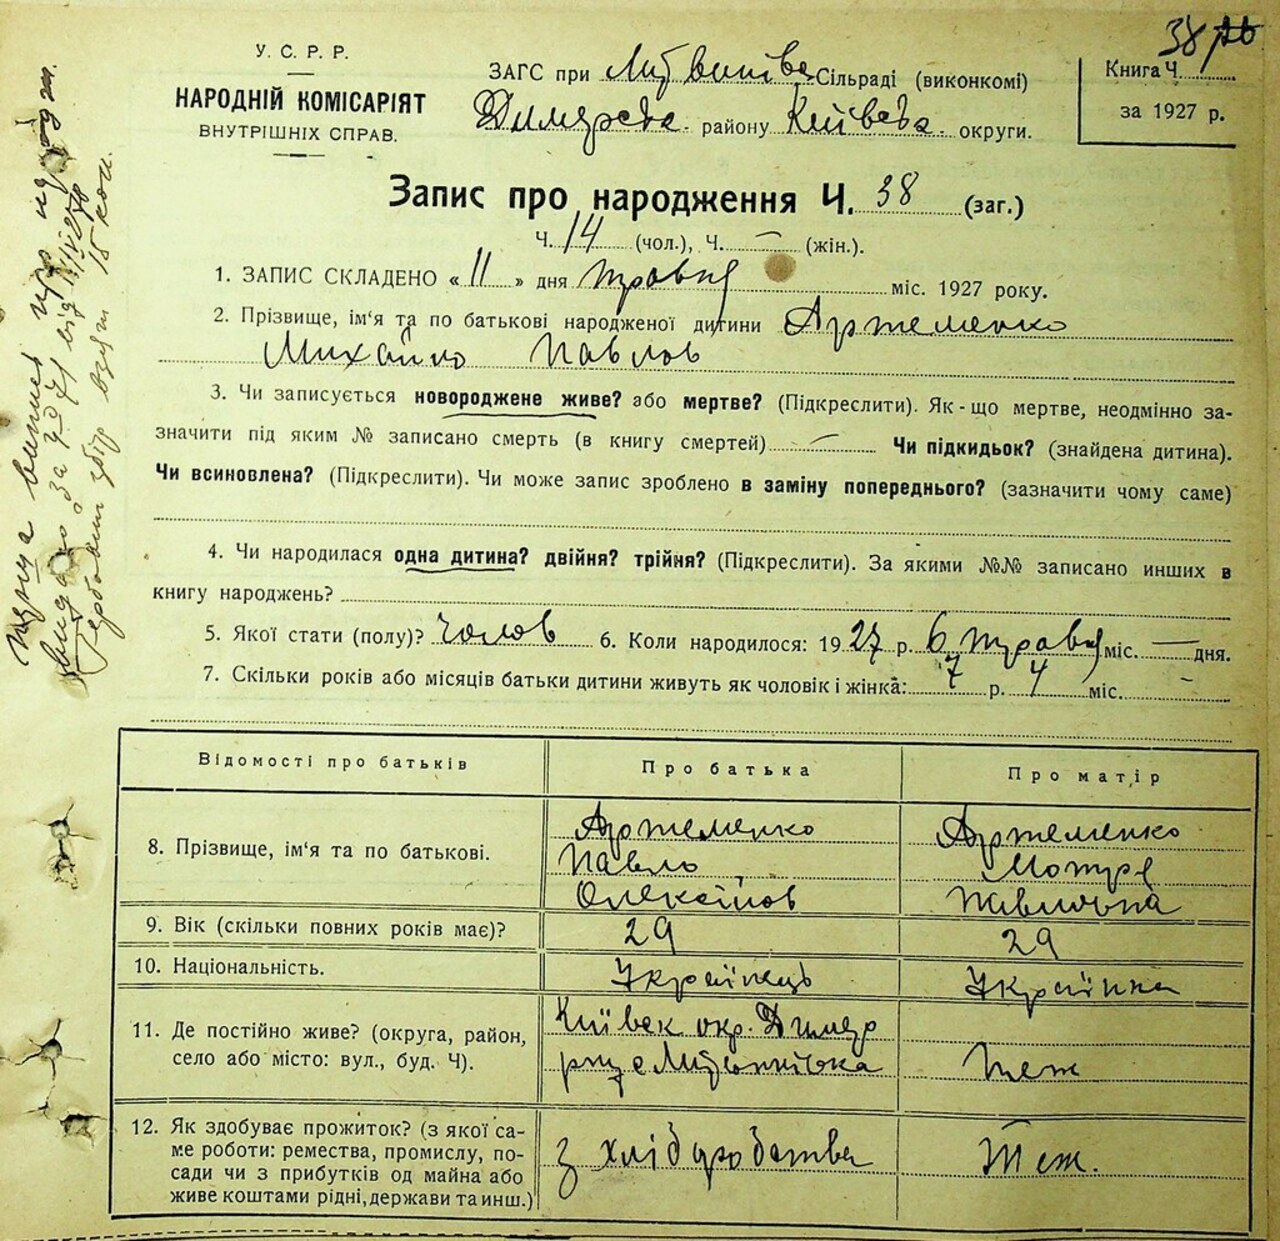 38
У. С. Р. Р.
НАРОДНІЙ КОМІСАРІЯТ
ВНУТРІШНІХ СПРАВ.
ЗАГС при Литвинівс Сільраді (виконкомі)
Димерсьв. району Київсьв. округи.
Книга Ч.
за 1927 р.
Запис про народження Ч. 38 (заг.)
Ч. 14 (чол.), Ч. — (жін.).
1. ЗАПИС СКЛАДЕНО « 11 » дня травня міс. 1927 року.
2. Прізвище, ім‘я та по батькові народженої дитини Артеменко
Михайло Павлов
3. Чи записується новороджене живе? або мертве? (Підкреслити). Як-що мертве, неодмінно за-
значити під яким № записано смерть (в книгу смертей) — Чи підкидьок? (знайдена дитина).
Чи всиновлена? (Підкреслити). Чи може запис зроблено в заміну попереднього? (зазначити чому саме)
4. Чи народилася одна дитина? двійня? трійня? (Підкреслити). За якими №№ записано инших в
книгу народжень?
5. Якої стати (полу)? чолов 6. Коли народилося: 1927 р. 6 травня міс. — дня.
7. Скільки років або місяців батьки дитини живуть як чоловік і жінка: 7 р. 4 міс. -
Відомості про батьків
Про батька
Про матір
8. Прізвище, ім‘я та по батькові.
Артеменко
Павло
Олексійов
Артеменко
Мотря
Павлівна
9. Вік (скільки повних років має)?
29
29
10. Національність.
Українець
Українка
11. Де постійно живе? (округа, район,
село або місто: вул., буд. Ч).
Київськ окр. Димер
р-ну с Литвинівка
теж
12. Як здобуває прожиток? (з якої са-
ме роботи: ремества, промислу, по-
сади чи з прибутків од майна або
живе коштами рідні, держави та инш.)
з хліборобства
Теж.